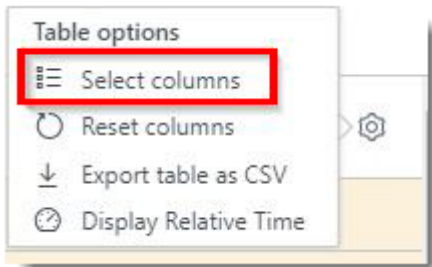 Table options
Select columns
Reset columns
Export table as CSV
Display Relative Time